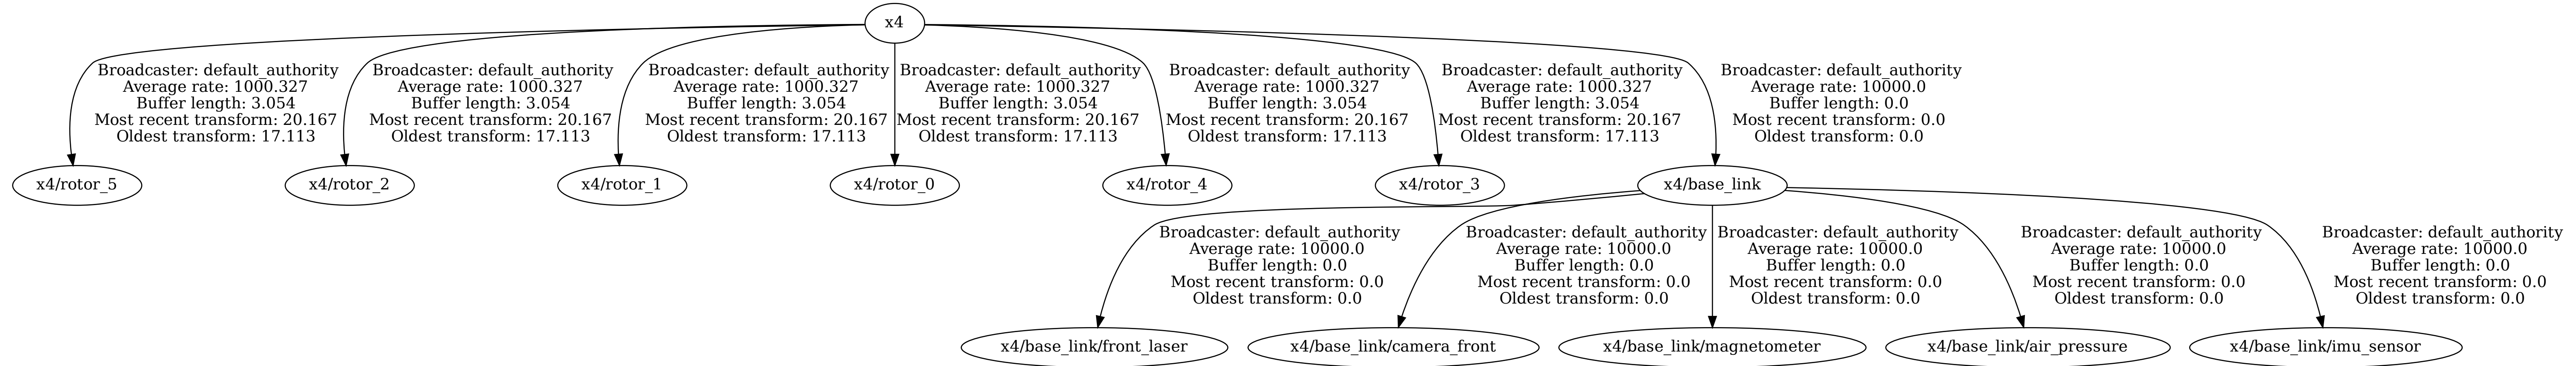 x4
Broadcaster: default_authority
Average rate: 1000.327
Buffer length: 3.054
Most recent transform: 20.167
Oldest transform: 17.113
Broadcaster: default_authority
Average rate: 1000.327
Buffer length: 3.054
Most recent transform: 20.167
Oldest transform: 17.113
Broadcaster: default_authority
Average rate: 1000.327
Buffer length: 3.054
Most recent transform: 20.167
Oldest transform: 17.113
Broadcaster: default_authority
Average rate: 1000.327
Buffer length: 3.054
Most recent transform: 20.167
Oldest transform: 17.113
Broadcaster: default_authority
Average rate: 1000.327
Buffer length: 3.054
Most recent transform: 20.167
Oldest transform: 17.113
Broadcaster: default_authority
Average rate: 1000.327
Buffer length: 3.054
Most recent transform: 20.167
Oldest transform: 17.113
Broadcaster: default_authority
Average rate: 10000.0
Buffer length: 0.0
Most recent transform: 0.0
Oldest transform: 0.0
x4/rotor_5
x4/rotor_2
x4/rotor_1
x4/rotor_0
x4/rotor_4
x4/rotor_3
x4/base_link
Broadcaster: default_authority
Average rate: 10000.0
Buffer length: 0.0
Most recent transform: 0.0
Oldest transform: 0.0
Broadcaster: default_authority
Average rate: 10000.0
Buffer length: 0.0
Most recent transform: 0.0
Oldest transform: 0.0
Broadcaster: default_authority
Average rate: 10000.0
Buffer length: 0.0
Most recent transform: 0.0
Oldest transform: 0.0
Broadcaster: default_authority
Average rate: 10000.0
Buffer length: 0.0
Most recent transform: 0.0
Oldest transform: 0.0
Broadcaster: default_authority
Average rate: 10000.0
Buffer length: 0.0
Most recent transform: 0.0
Oldest transform: 0.0
x4/base_link/front_laser
x4/base_link/camera_front
x4/base_link/magnetometer
x4/base_link/air_pressure
x4/base_link/imu_sensor